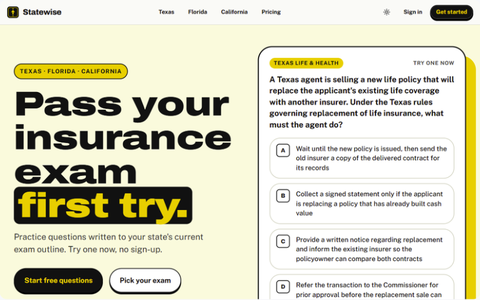 Statewise
Texas
Florida
California
Pricing
Sign in
Get started
TEXAS · FLORIDA · CALIFORNIA
Pass your
insurance
exam
first try.
Practice questions written to your state's current
exam outline. Try one now, no sign-up.
Start free questions
Pick your exam
TEXAS LIFE & HEALTH
TRY ONE NOW
A Texas agent is selling a new life policy that will
replace the applicant's existing life coverage
with another insurer. Under the Texas rules
governing replacement of life insurance, what
must the agent do?
A
Wait until the new policy is issued, then send the
old insurer a copy of the delivered contract for
its records
B
Collect a signed statement only if the applicant
is replacing a policy that has already built cash
value
C
Provide a written notice regarding replacement
and inform the existing insurer so the
policyowner can compare both contracts
D
Refer the transaction to the Commissioner for
prior approval before the replacement sale can